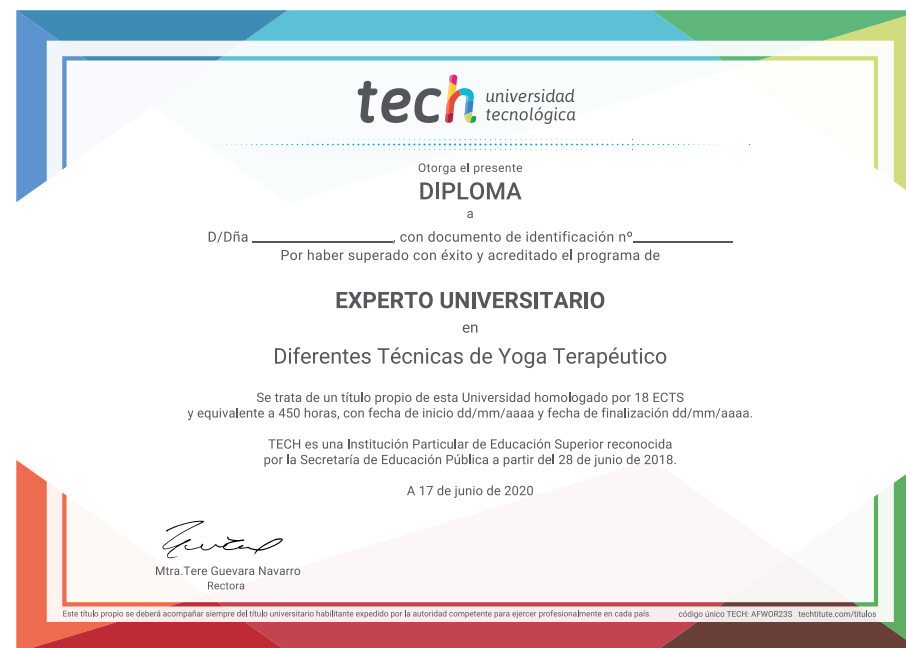 tech universidad
tecnológica
Otorga el presente
DIPLOMA
a
D/Dña ____________________, con documento de identificación nº______________
Por haber superado con éxito y acreditado el programa de
EXPERTO UNIVERSITARIO
en
Diferentes Técnicas de Yoga Terapéutico
Se trata de un título propio de esta Universidad homologado por 18 ECTS
y equivalente a 450 horas, con fecha de inicio dd/mm/aaaa y fecha de finalización dd/mm/aaaa.
TECH es una Institución Particular de Educación Superior reconocida
por la Secretaría de Educación Pública a partir del 28 de junio de 2018.
A 17 de junio de 2020
Mtra.Tere Guevara Navarro
Rectora
Este título propio se deberá acompañar siempre del título universitario habilitante expedido por la autoridad competente para ejercer profesionalmente en cada país. código único TECH: AFWOR23S techtitute.com/titulos